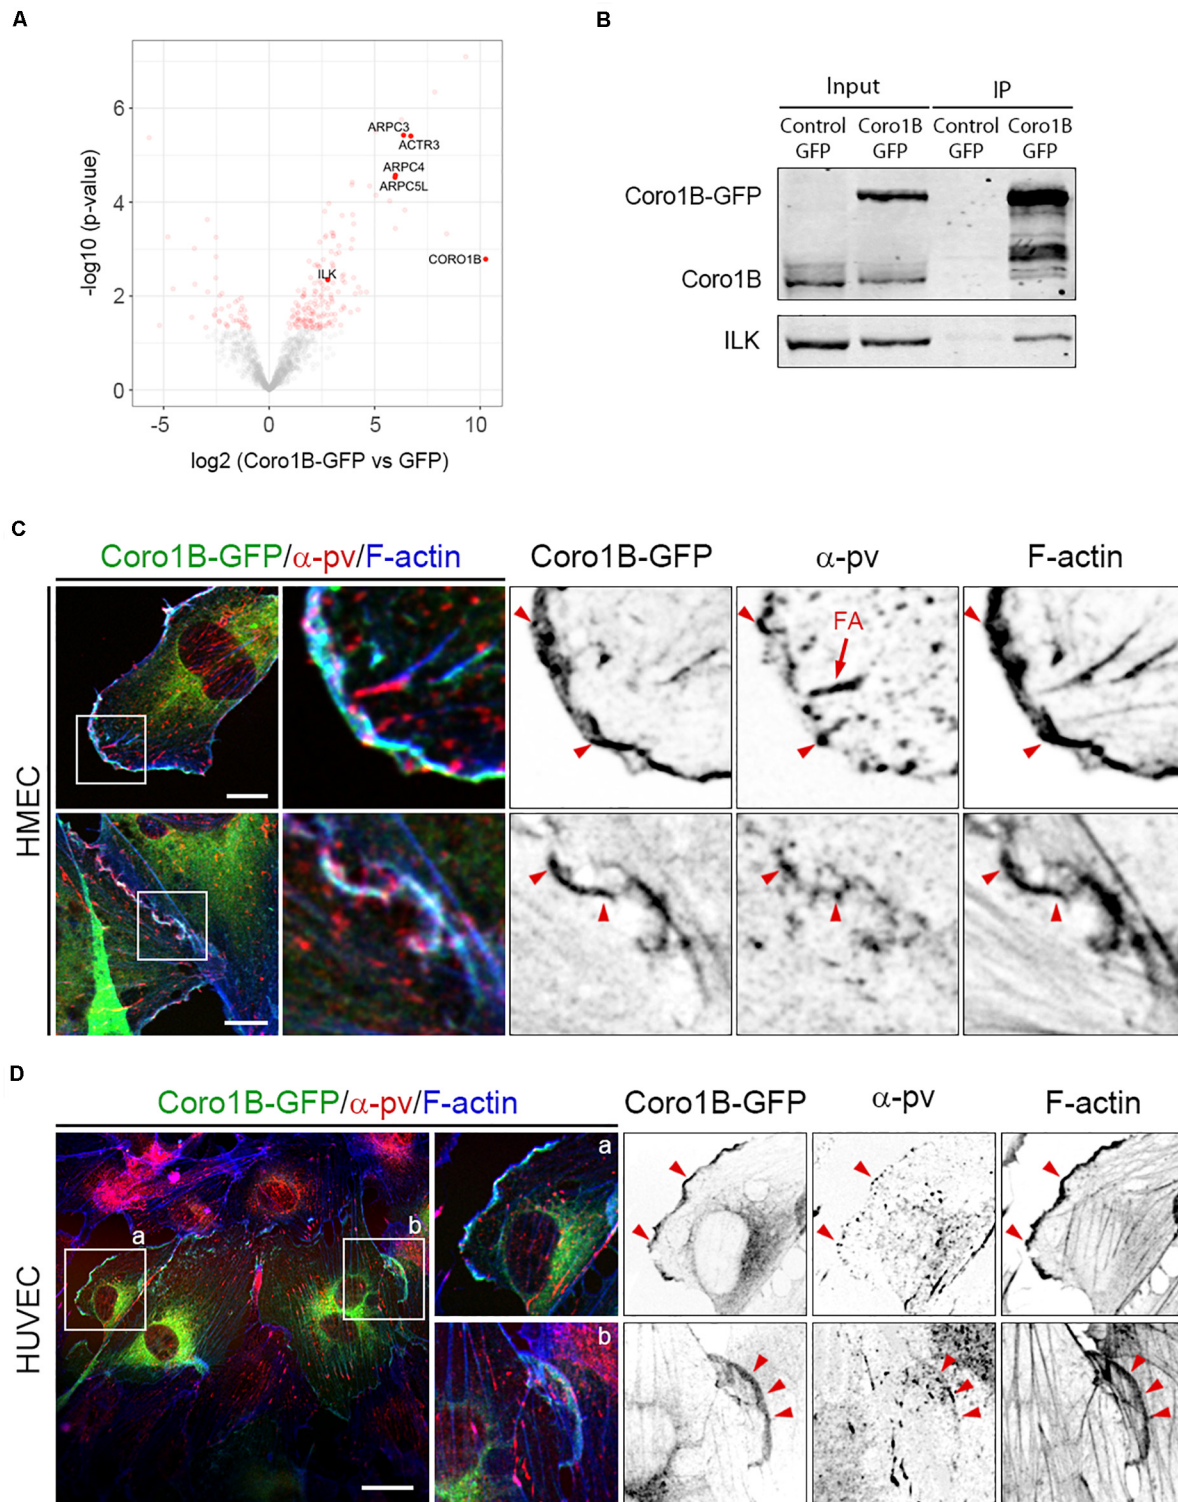 A
-log10 (p-value)
6
4
2
0
-5
0
5
10
log2 (Coro1B-GFP vs GFP)
ARPC3
ACTR3
ARPC4
ARPC5L
CORO1B
ILK
B
Input
IP
Control GFP
Coro1B GFP
Control GFP
Coro1B GFP
Coro1B-GFP
Coro1B
ILK
C
Coro1B-GFP/α-pv/F-actin
Coro1B-GFP
α-pv
F-actin
HMEC
FA
D
Coro1B-GFP/α-pv/F-actin
Coro1B-GFP
α-pv
F-actin
HUVEC
a
b
a
b